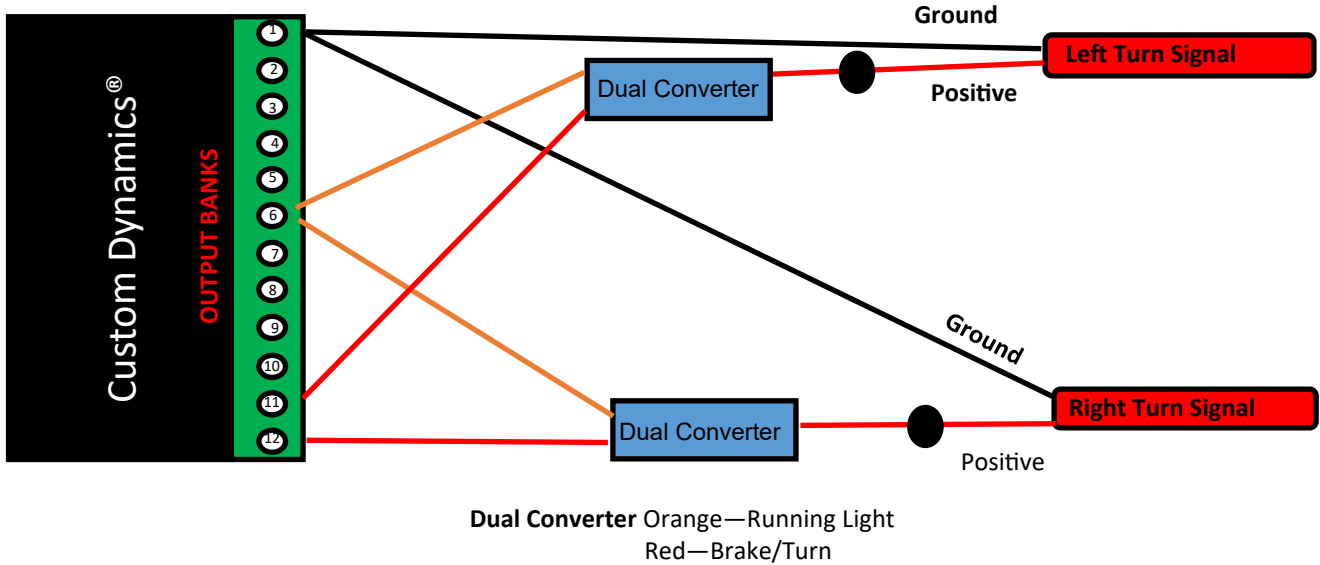 Custom Dynamics®
OUTPUT BANKS
1
2
3
4
5
6
7
8
9
10
11
12
Ground
Left Turn Signal
Dual Converter
Positive
Ground
Right Turn Signal
Dual Converter
Positive
Dual Converter Orange—Running Light
Red—Brake/Turn